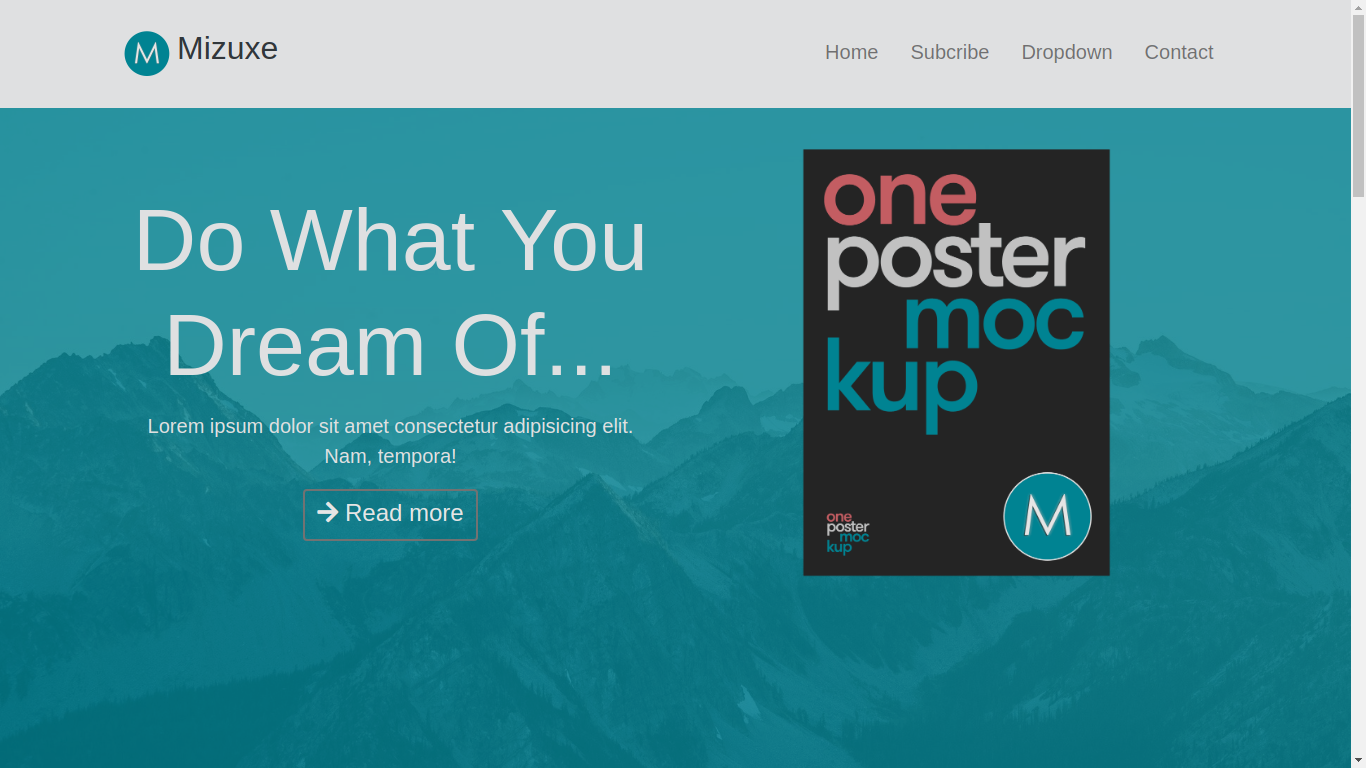 M Mizuxe
Home Subcribe Dropdown Contact
Do What You
Dream Of...
Lorem ipsum dolor sit amet consectetur adipisicing elit.
Nam, tempora!
Read more
one
poster
moc
kup
one
poster
moc
kup
M